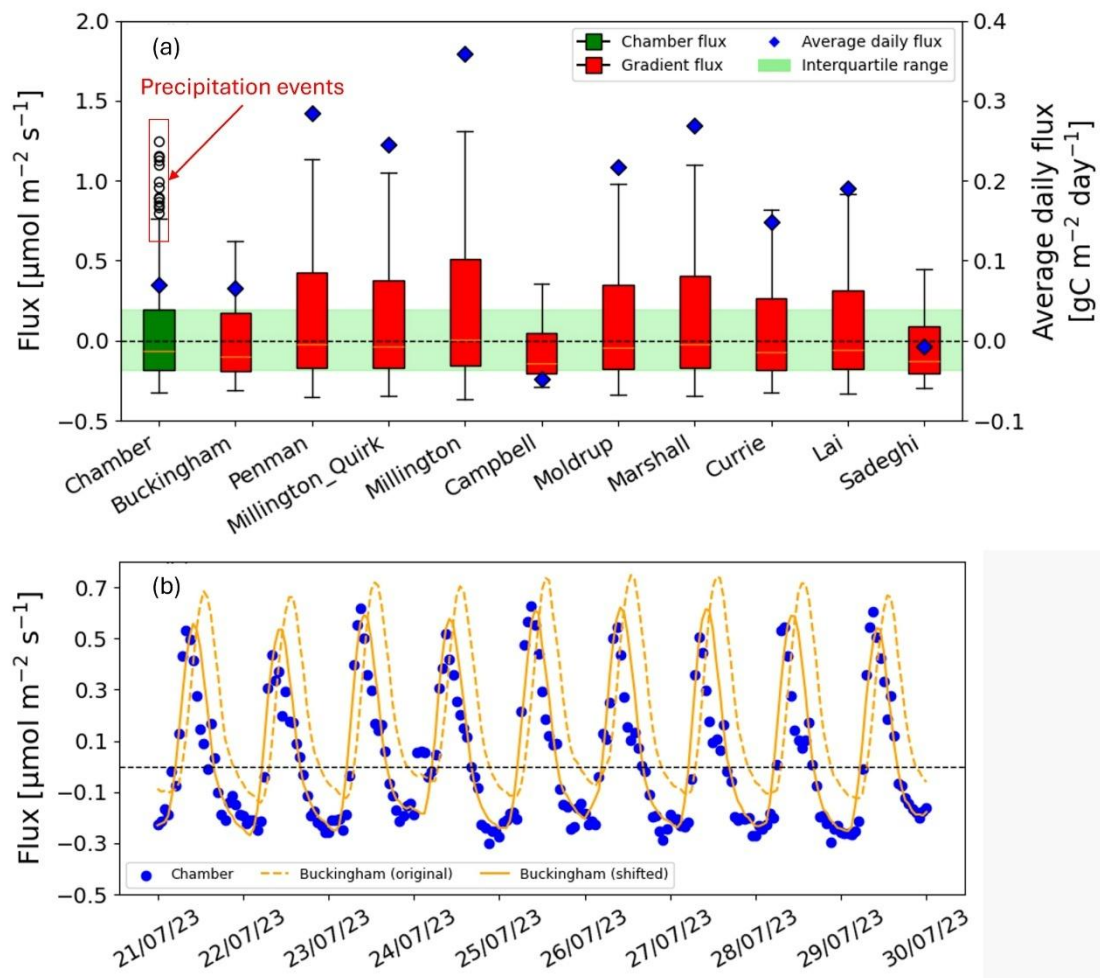 2.0
1.5
1.0
0.5
0.0
−0.5
Flux [μmol m⁻² s⁻¹]
(a)
Precipitation events
Chamber flux
Gradient flux
Average daily flux
Interquartile range
0.4
0.3
0.2
0.1
0.0
−0.1
Average daily flux
[gC m⁻² day⁻¹]
Chamber
Buckingham
Penman
Millington_Quirk
Millington
Campbell
Moldrup
Marshall
Currie
Lai
Sadeghi
(b)
0.7
0.5
0.3
0.1
−0.1
−0.3
−0.5
Flux [μmol m⁻² s⁻¹]
Chamber
Buckingham (original)
Buckingham (shifted)
21/07/23
22/07/23
23/07/23
24/07/23
25/07/23
26/07/23
27/07/23
28/07/23
29/07/23
30/07/23